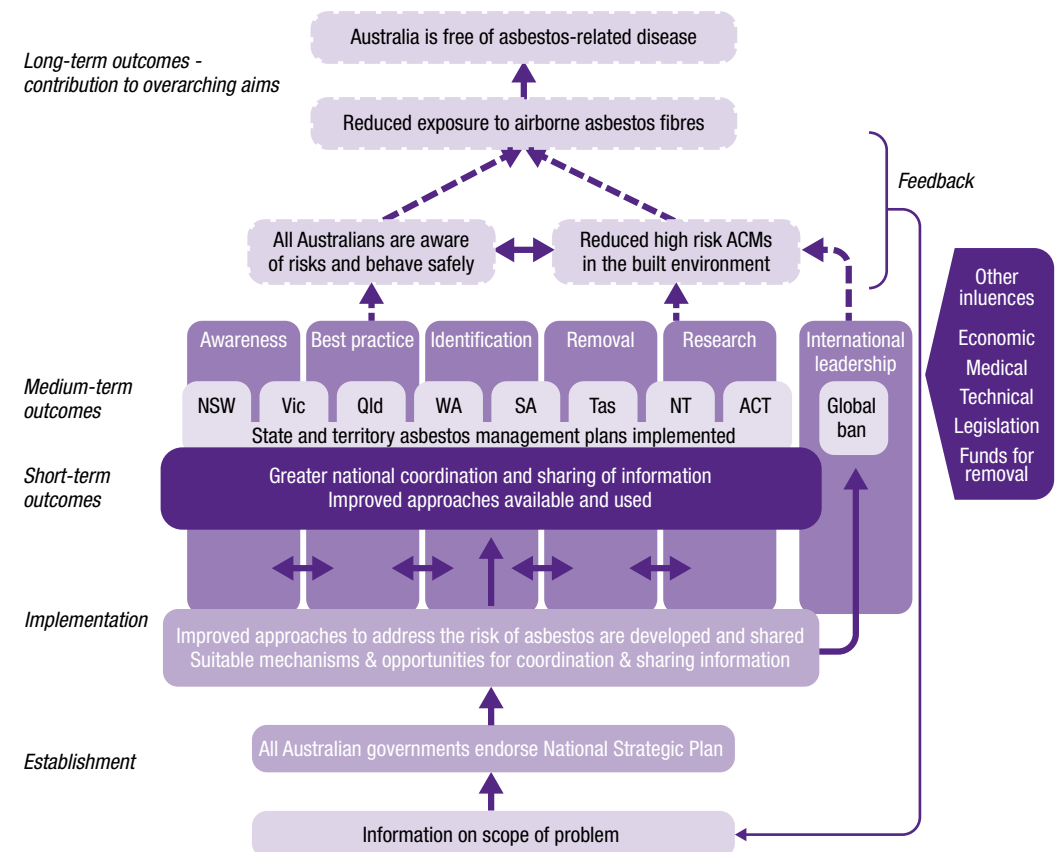 Australia is free of asbestos-related disease
Long-term outcomes -
contribution to overarching aims
Reduced exposure to airborne asbestos fibres
Feedback
All Australians are aware
of risks and behave safely
Reduced high risk ACMs
in the built environment
Other
inluences
Economic
Medical
Technical
Legislation
Funds for
removal
Awareness
Best practice
Identification
Removal
Research
International
leadership
Medium-term
outcomes
NSW
Vic
Qld
WA
SA
Tas
NT
ACT
Global
ban
State and territory asbestos management plans implemented
Short-term
outcomes
Greater national coordination and sharing of information
Improved approaches available and used
Implementation
Improved approaches to address the risk of asbestos are developed and shared
Suitable mechanisms & opportunities for coordination & sharing information
All Australian governments endorse National Strategic Plan
Establishment
Information on scope of problem